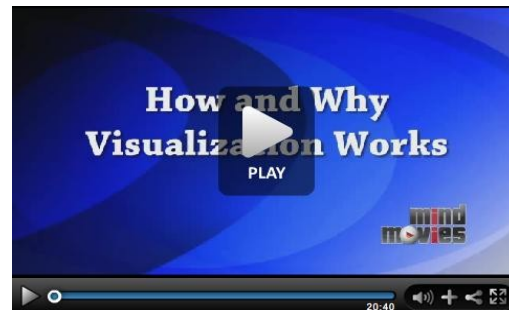 How and Why
Visualization Works
PLAY
mind
movies
20:40